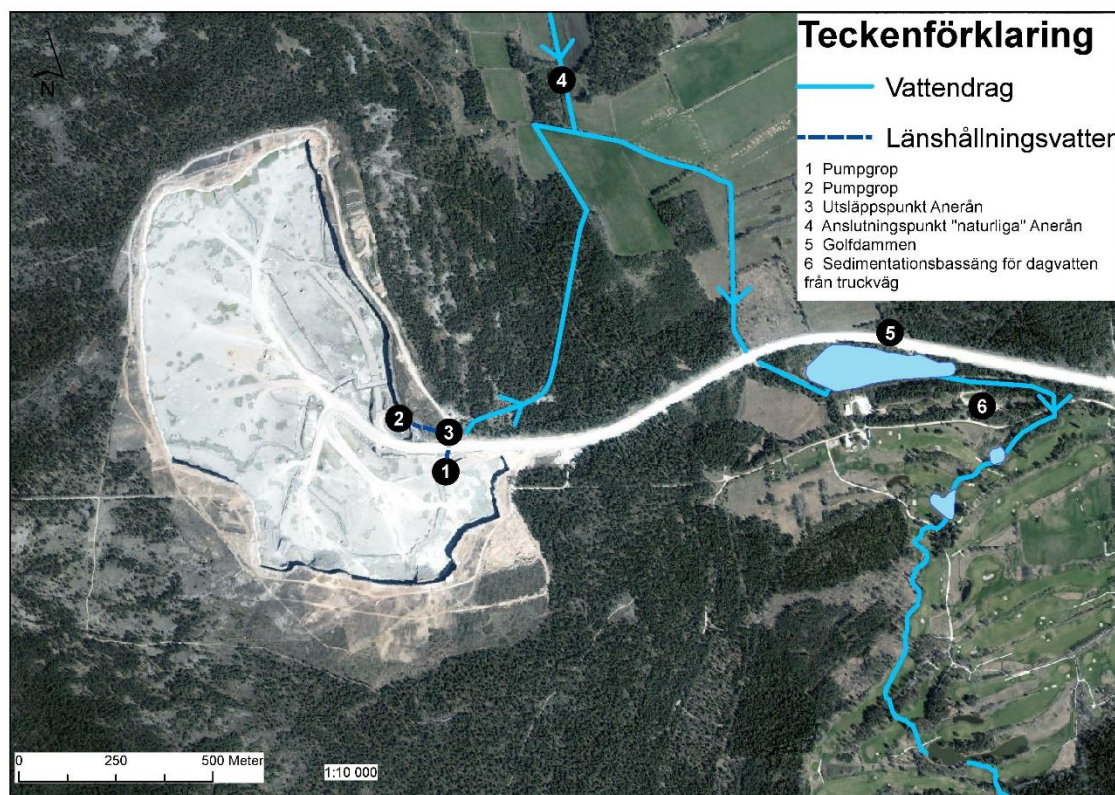 Teckenförklaring
Vattendrag
Länshållningsvatten
1 Pumpgrop
2 Pumpgrop
3 Utsläppspunkt Anerån
4 Anslutningspunkt "naturliga" Anerån
5 Golfdammen
6 Sedimentationsbassäng för dagvatten
från truckväg
N
4
5
2
3
6
1
0 250 500 Meter
1:10 000